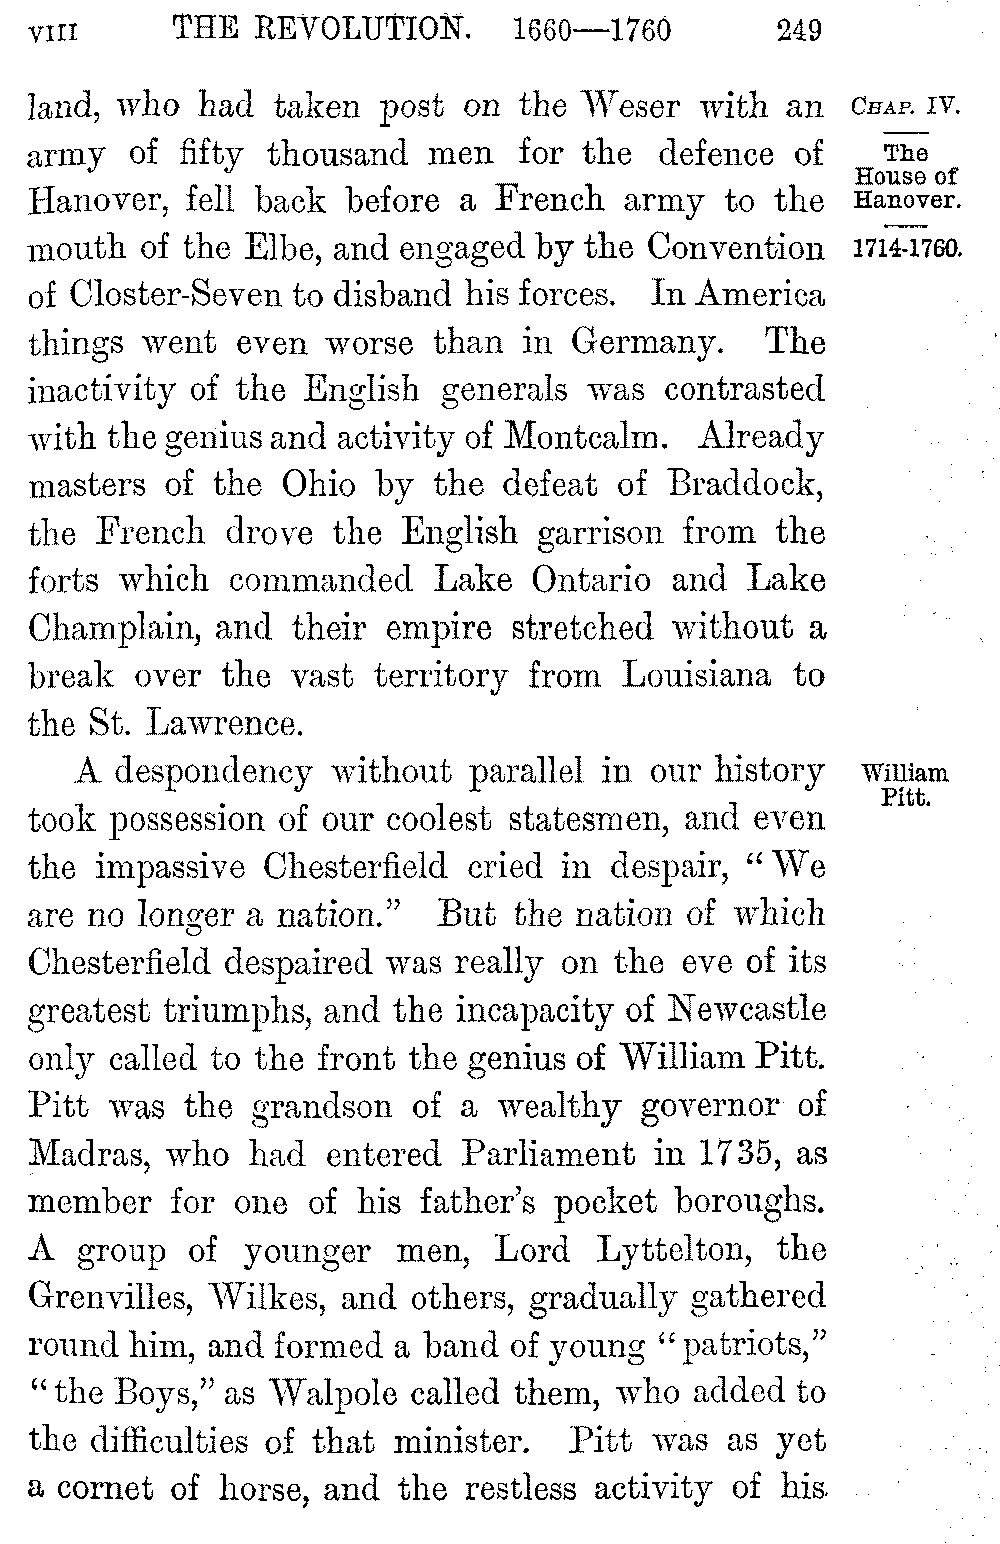 VIII THE REVOLUTION. 1660—1760 249
land, who had taken post on the Weser with an
army of fifty thousand men for the defence of
Hanover, fell back before a French army to the
mouth of the Elbe, and engaged by the Convention
of Closter-Seven to disband his forces. In America
things went even worse than in Germany. The
inactivity of the English generals was contrasted
with the genius and activity of Montcalm. Already
masters of the Ohio by the defeat of Braddock,
the French drove the English garrison from the
forts which commanded Lake Ontario and Lake
Champlain, and their empire stretched without a
break over the vast territory from Louisiana to
the St. Lawrence.
A despondency without parallel in our history
took possession of our coolest statesmen, and even
the impassive Chesterfield cried in despair, “We
are no longer a nation.” But the nation of which
Chesterfield despaired was really on the eve of its
greatest triumphs, and the incapacity of Newcastle
only called to the front the genius of William Pitt.
Pitt was the grandson of a wealthy governor of
Madras, who had entered Parliament in 1735, as
member for one of his father’s pocket boroughs.
A group of younger men, Lord Lyttelton, the
Grenvilles, Wilkes, and others, gradually gathered
round him, and formed a band of young “patriots,”
“the Boys,” as Walpole called them, who added to
the difficulties of that minister. Pitt was as yet
a cornet of horse, and the restless activity of his
CHAP. IV.
The
House of
Hanover.
1714-1760.
William
Pitt.